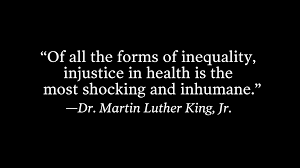 “Of all the forms of inequality,
injustice in health is the
most shocking and inhumane.”
—Dr. Martin Luther King, Jr.